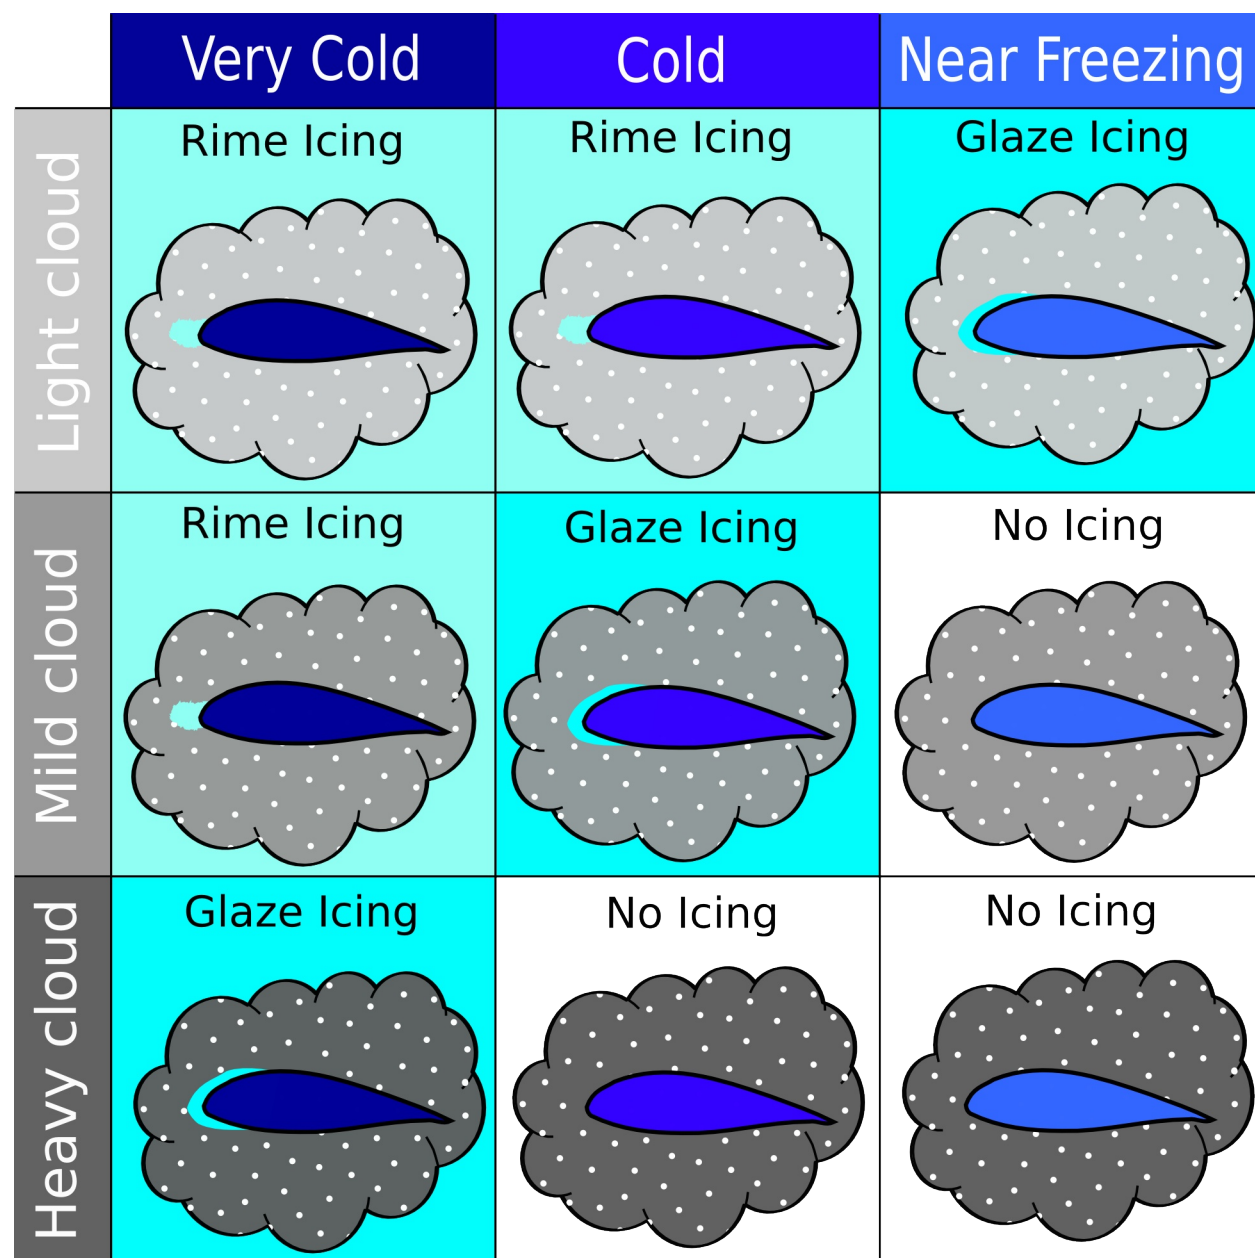 Very Cold
Cold
Near Freezing
Light cloud
Rime Icing
Rime Icing
Glaze Icing
Mild cloud
Rime Icing
Glaze Icing
No Icing
Heavy cloud
Glaze Icing
No Icing
No Icing